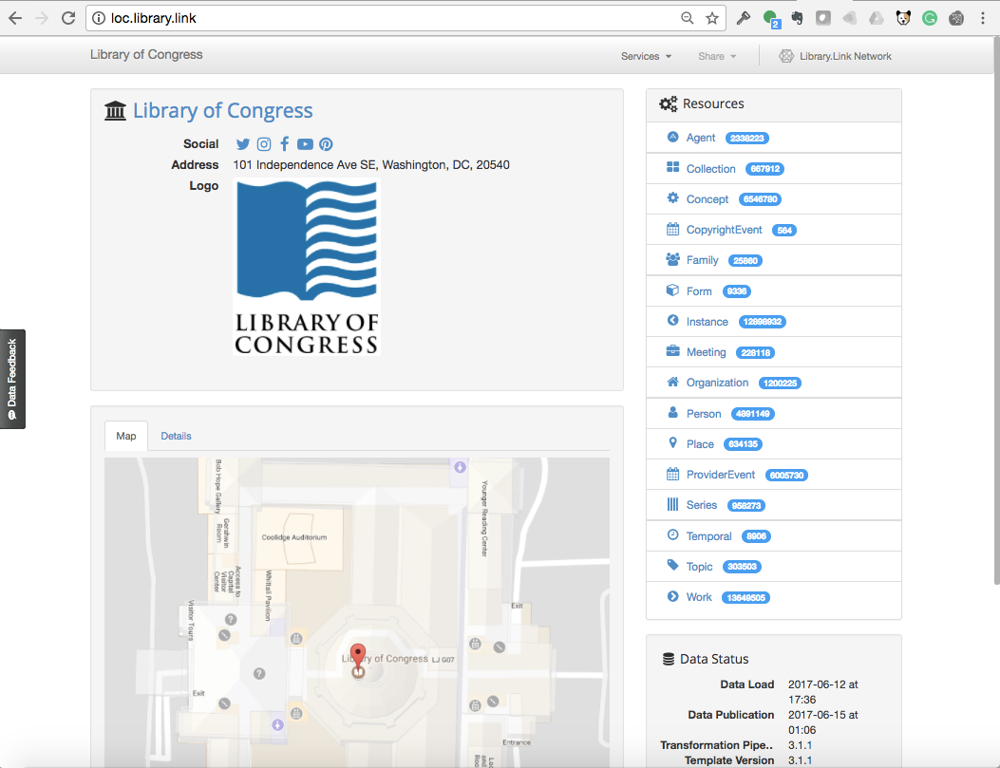 loc.library.link
2
Library of Congress
Services
Share
Library.Link Network
Library of Congress
Social
Address 101 Independence Ave SE, Washington, DC, 20540
Logo
LIBRARY OF
CONGRESS
Data Feedback
Map Details
Bob Hope Gallery
Gershwin
Room
Coolidge Auditorium
Younger Reading Center
Access to
Capitol
Visitor
Center
Whittall Pavilion
Visitor Tours
Exit
Library of Congress LJ G07
Exit
Entrance
Resources
Agent 2338223
Collection 667912
Concept 6546780
CopyrightEvent 564
Family 25860
Form 9336
Instance 12898932
Meeting 228118
Organization 1200225
Person 4891149
Place 634135
ProviderEvent 6005730
Series 958273
Temporal 8906
Topic 303503
Work 13649505
Data Status
Data Load 2017-06-12 at
17:36
Data Publication 2017-06-15 at
01:06
Transformation Pipe.. 3.1.1
Template Version 3.1.1